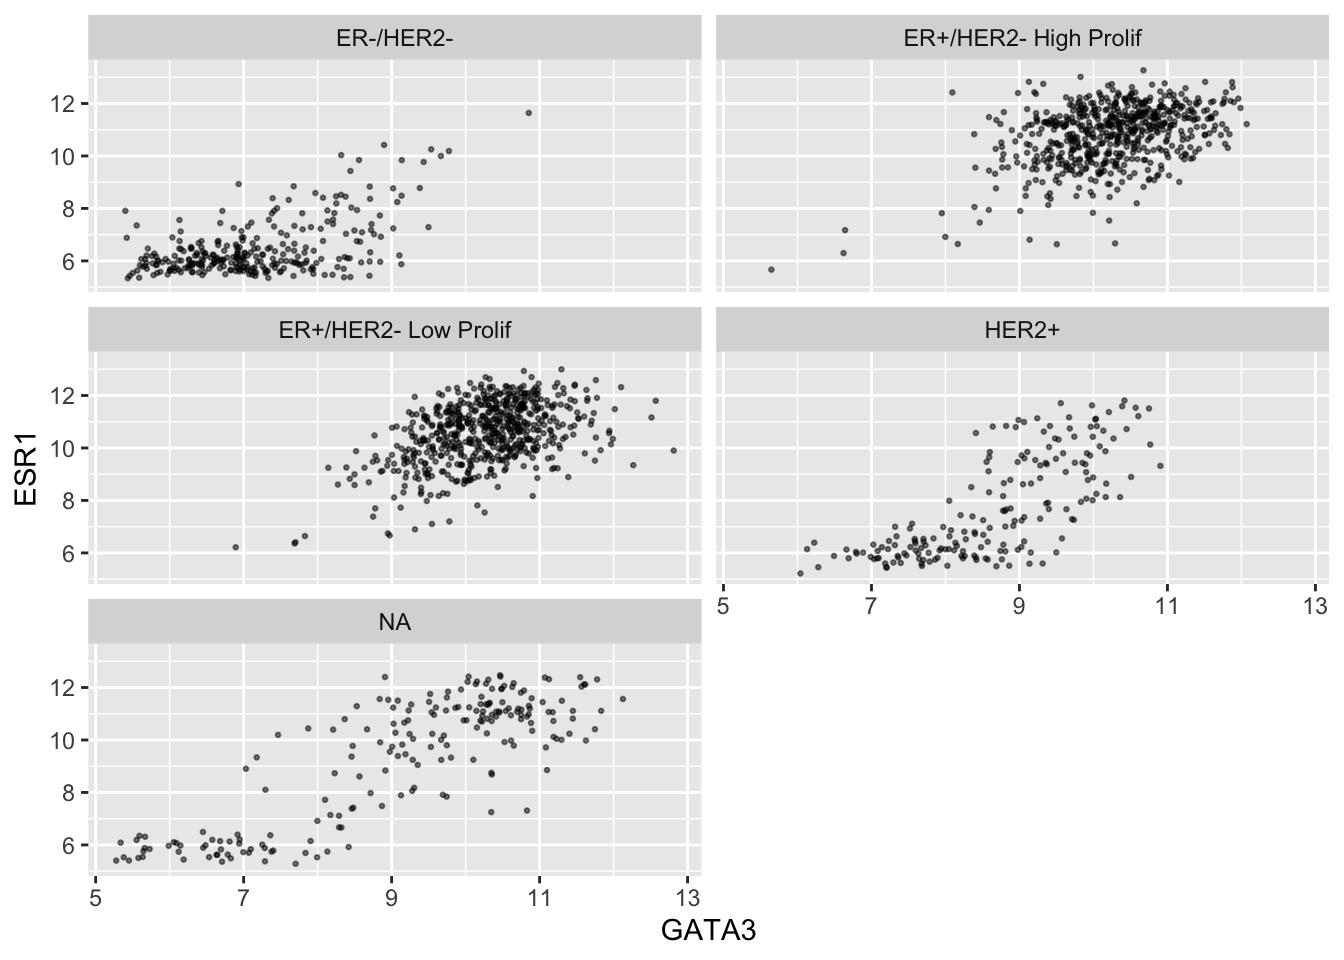 ER-/HER2-
ER+/HER2- High Prolif
12
10
8
6
ER+/HER2- Low Prolif
HER2+
12
10
8
6
5 7 9 11 13
NA
12
10
8
6
5 7 9 11 13
GATA3
ESR1